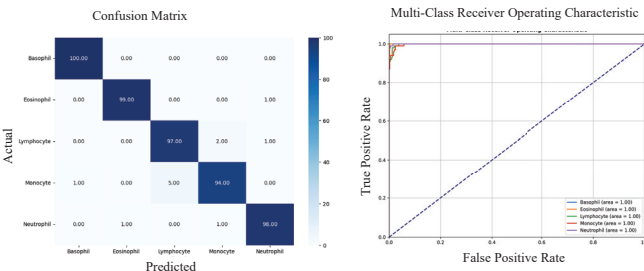 Confusion Matrix
Actual
Basophil
100.00 0.00 0.00 0.00 0.00
Eosinophil
0.00 99.00 0.00 0.00 1.00
Lymphocyte
0.00 0.00 97.00 2.00 1.00
Monocyte
1.00 0.00 5.00 94.00 0.00
Neutrophil
0.00 1.00 0.00 1.00 98.00
Basophil Eosinophil Lymphocyte Monocyte Neutrophil
Predicted
100
80
60
40
20
0
Multi-Class Receiver Operating Characteristic
True Positive Rate
1.0
0.8
0.6
0.4
0.2
0.0
0.0 0.2 0.4 0.6 0.8
False Positive Rate
Basophil (area = 1.00)
Eosinophil (area = 1.00)
Lymphocyte (area = 1.00)
Monocyte (area = 1.00)
Neutrophil (area = 1.00)